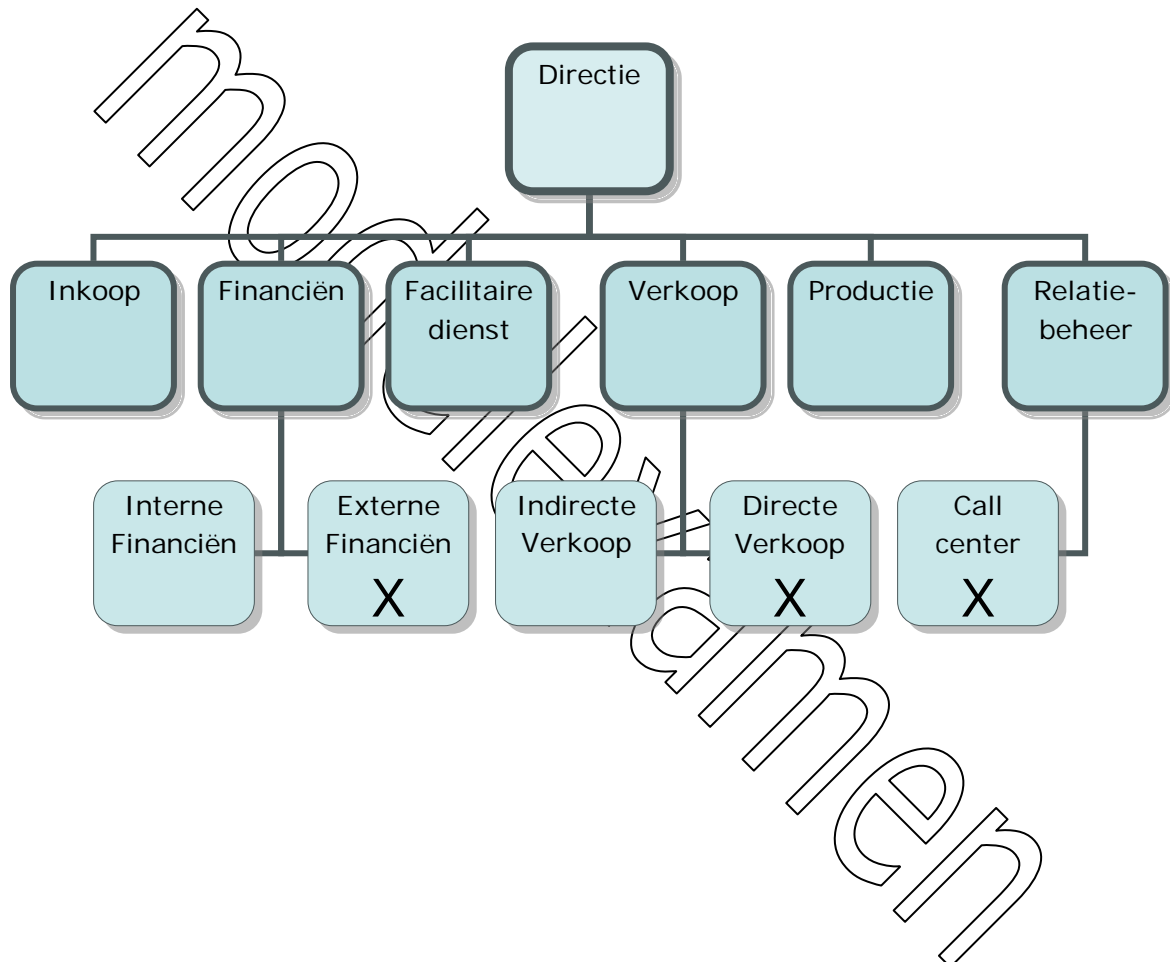 Directie
Inkoop
Financiën
Facilitaire
dienst
Verkoop
Productie
Relatie-
beheer
Interne
Financiën
Externe
Financiën
X
Indirecte
Verkoop
Directe
Verkoop
X
Call
center
X
modelexamen